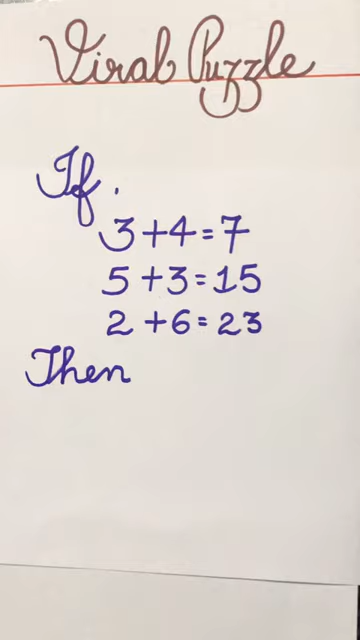 Viral Puzzle
If.
3+4=7
5+3=15
2+6=23
Then